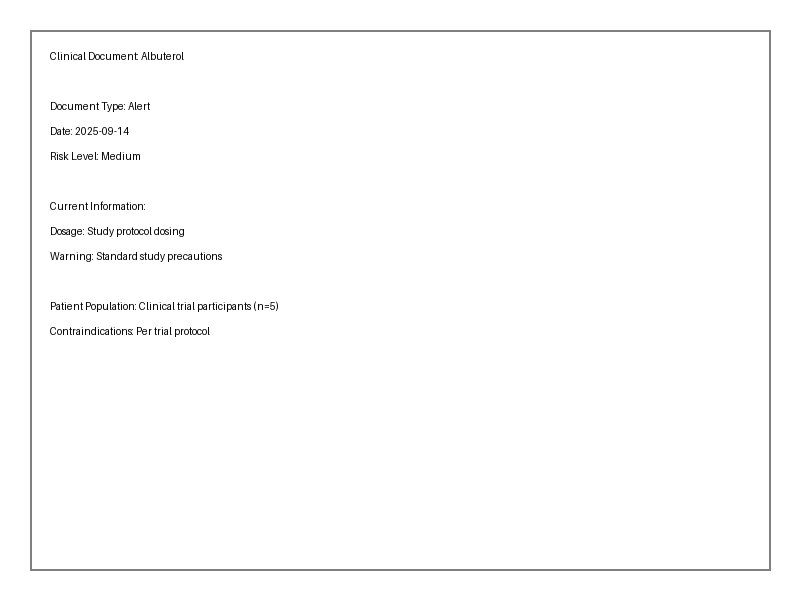 Clinical Document: Albuterol
Document Type: Alert
Date: 2025-09-14
Risk Level: Medium
Current Information:
Dosage: Study protocol dosing
Warning: Standard study precautions
Patient Population: Clinical trial participants (n=5)
Contraindications: Per trial protocol